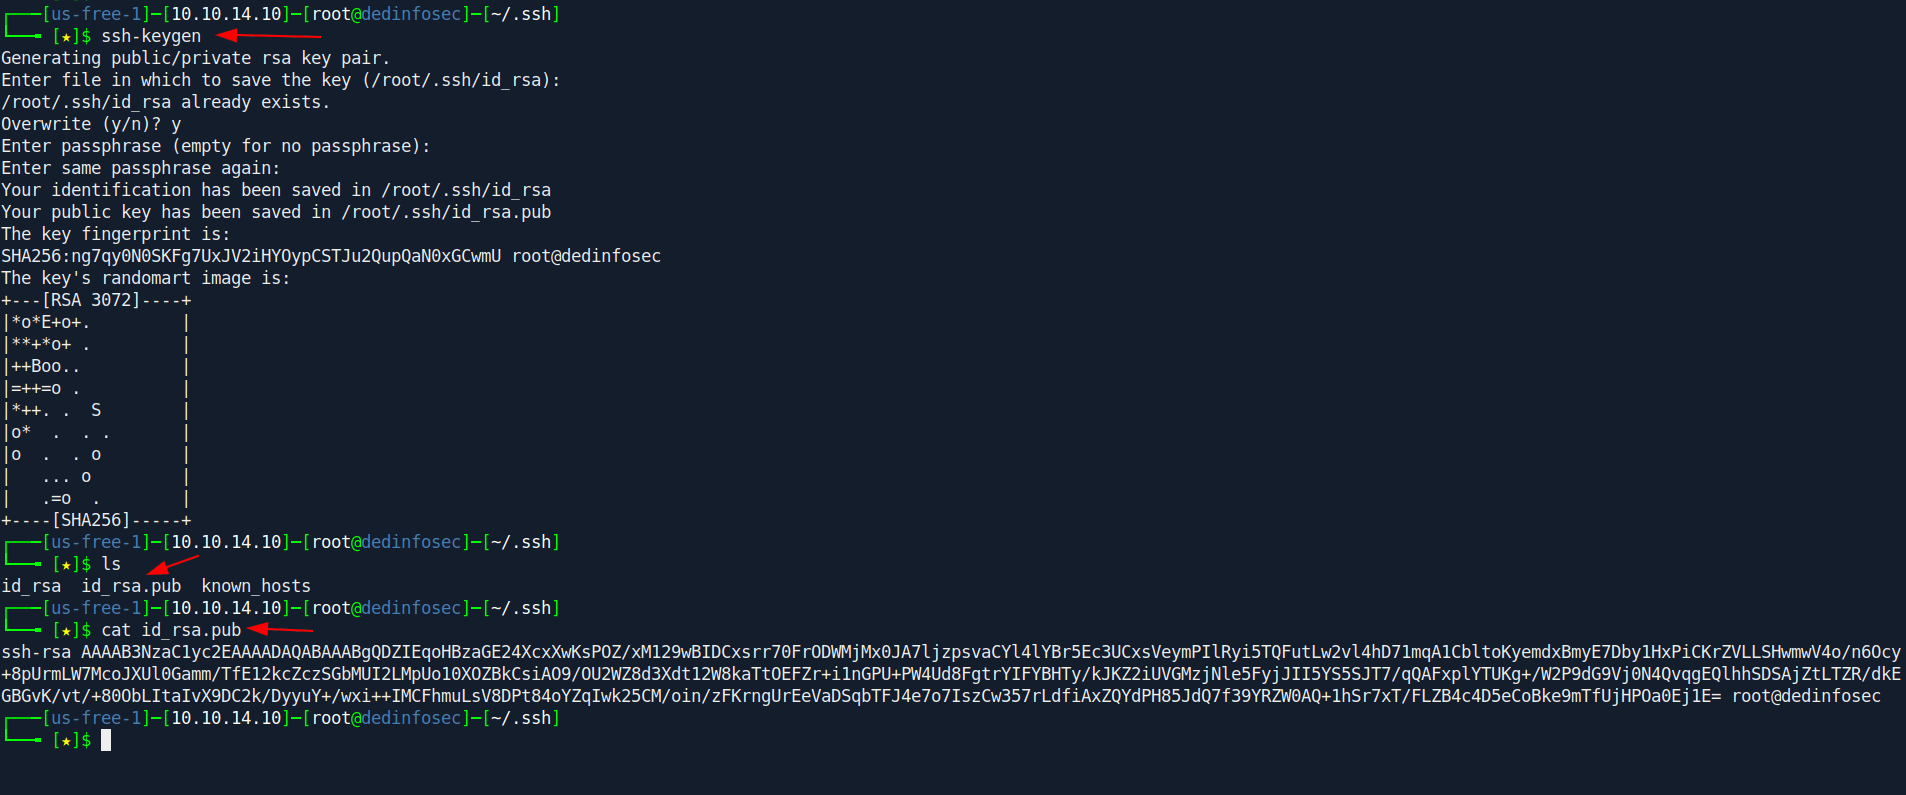 ┌──[us-free-1]─[10.10.14.10]─[root@dedinfosec]─[~/.ssh]
└──╼ [★]$ ssh-keygen
Generating public/private rsa key pair.
Enter file in which to save the key (/root/.ssh/id_rsa):
/root/.ssh/id_rsa already exists.
Overwrite (y/n)? y
Enter passphrase (empty for no passphrase):
Enter same passphrase again:
Your identification has been saved in /root/.ssh/id_rsa
Your public key has been saved in /root/.ssh/id_rsa.pub
The key fingerprint is:
SHA256:ng7qy0N0SKFg7UxJV2iHYOypCSTJu2QupQaN0xGCwmU root@dedinfosec
The key's randomart image is:
+---[RSA 3072]----+
|*o*E+o+.         |
|**+*o+ .         |
|++Boo..          |
|=++=o .          |
|*++. .  S        |
|o*  .  . .       |
|o  .  . o        |
|   ... o         |
|   .=o  .        |
+----[SHA256]-----+
┌──[us-free-1]─[10.10.14.10]─[root@dedinfosec]─[~/.ssh]
└──╼ [★]$ ls
id_rsa  id_rsa.pub  known_hosts
┌──[us-free-1]─[10.10.14.10]─[root@dedinfosec]─[~/.ssh]
└──╼ [★]$ cat id_rsa.pub
ssh-rsa AAAAB3NzaC1yc2EAAAADAQABAAABgQDZIEqoHBzaGE24XcxXwKsPOZ/xM129wBIDCxsrr70FrODWMjMx0JA7ljzpsvaCYl4lYBr5Ec3UCxsVeymPIlRyi5TQFutLw2vl4hD71mqA1CbltoKyemdxBmyE7Dby1HxPiCKrZVLLSHwmwV4o/n6Ocy
+8pUrmLW7McoJXUl0Gamm/TfE12kcZczSGbMUI2LMpUo10XOZBkCsiAO9/OU2WZ8d3Xdt12W8kaTtOEFZr+i1nGPU+PW4Ud8FgtrYIFYBHTy/kJKZ2iUVGMzjNle5FyjJII5YS5SJT7/qQAFxplYTUKg+/W2P9dG9Vj0N4QvqgEQlhhSDSAjZtLTZR/dkE
GBGvK/vt/+80ObLItaIvX9DC2k/DyyuY+/wxi++IMCFhmuLsV8DPt84oYZqIwk25CM/oin/zFKrngUrEeVaDSqbTFJ4e7o7IszCw357rLdfiAxZQYdPH85JdQ7f39YRZW0AQ+1hSr7xT/FLZB4c4D5eCoBke9mTfUjHPOa0Ej1E= root@dedinfosec
┌──[us-free-1]─[10.10.14.10]─[root@dedinfosec]─[~/.ssh]
└──╼ [★]$